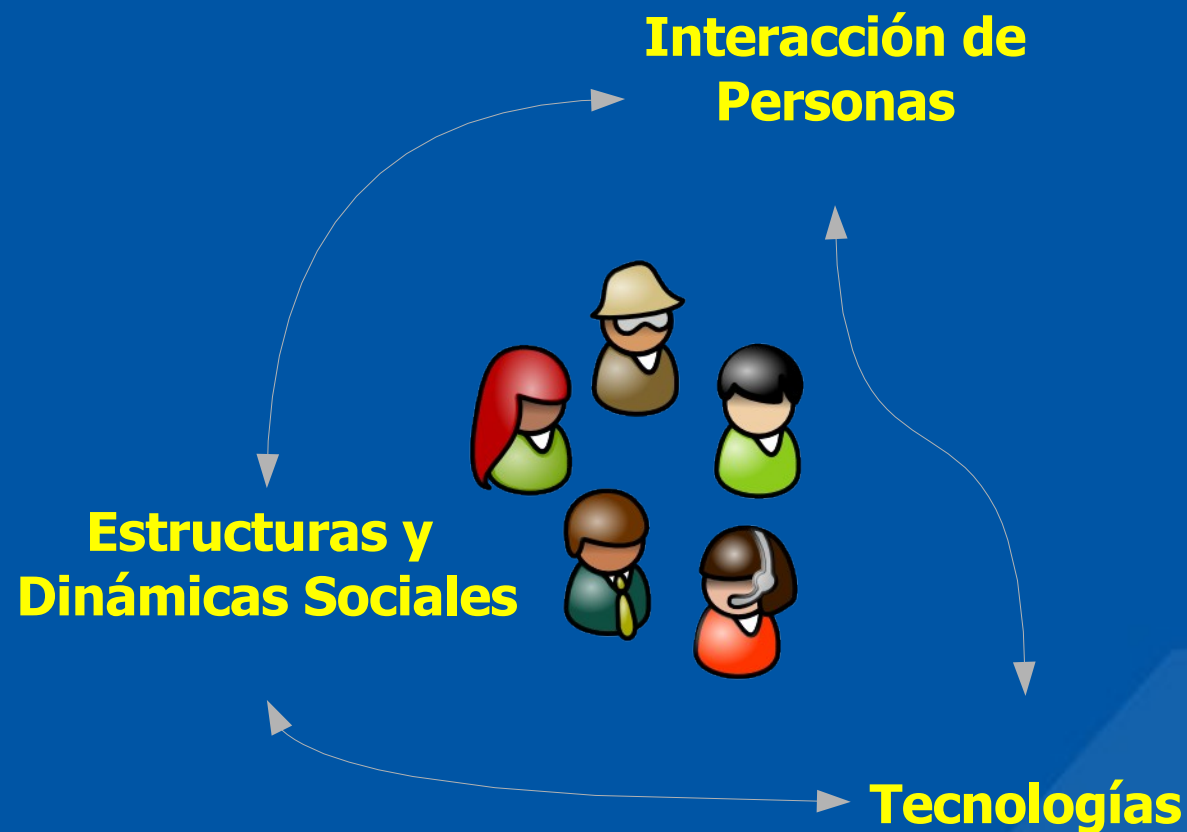 Interacción de
Personas
Estructuras y
Dinámicas Sociales
Tecnologías